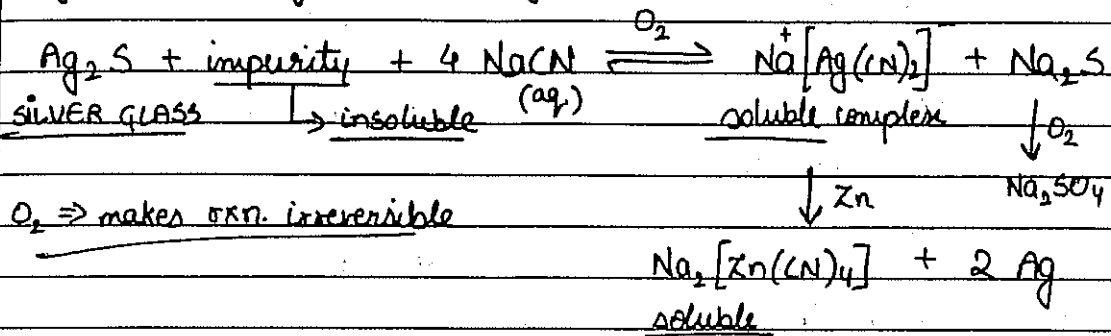 O₂
Ag₂S + impurity + 4 NaCN ⇌ Na⁺[Ag(CN)₂]⁻ + Na₂S
SILVER GLASS ↳ insoluble (aq.) soluble complex ↓ O₂
O₂ ⇒ makes rxn. irreversible ↓ Zn Na₂SO₄
Na₂[Zn(CN)₄] + 2 Ag
soluble